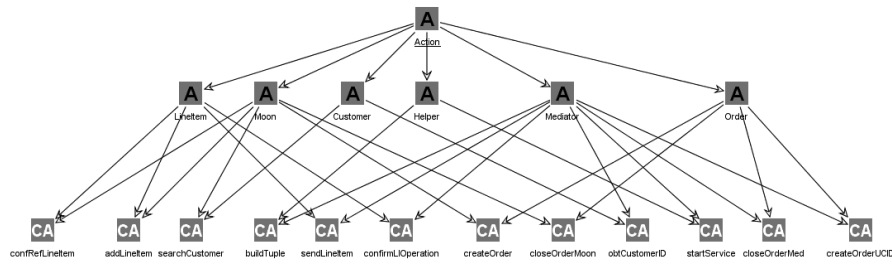 A
Action
A A A A A A
LineItem Moon Customer Helper Mediator Order
CA CA CA CA CA CA CA CA CA CA CA CA
confRefLineItem addLineItem searchCustomer buildTuple sendLineItem confirmLIOperation createOrder closeOrderMoon obtCustomerID startService closeOrderMed createOrderUCID